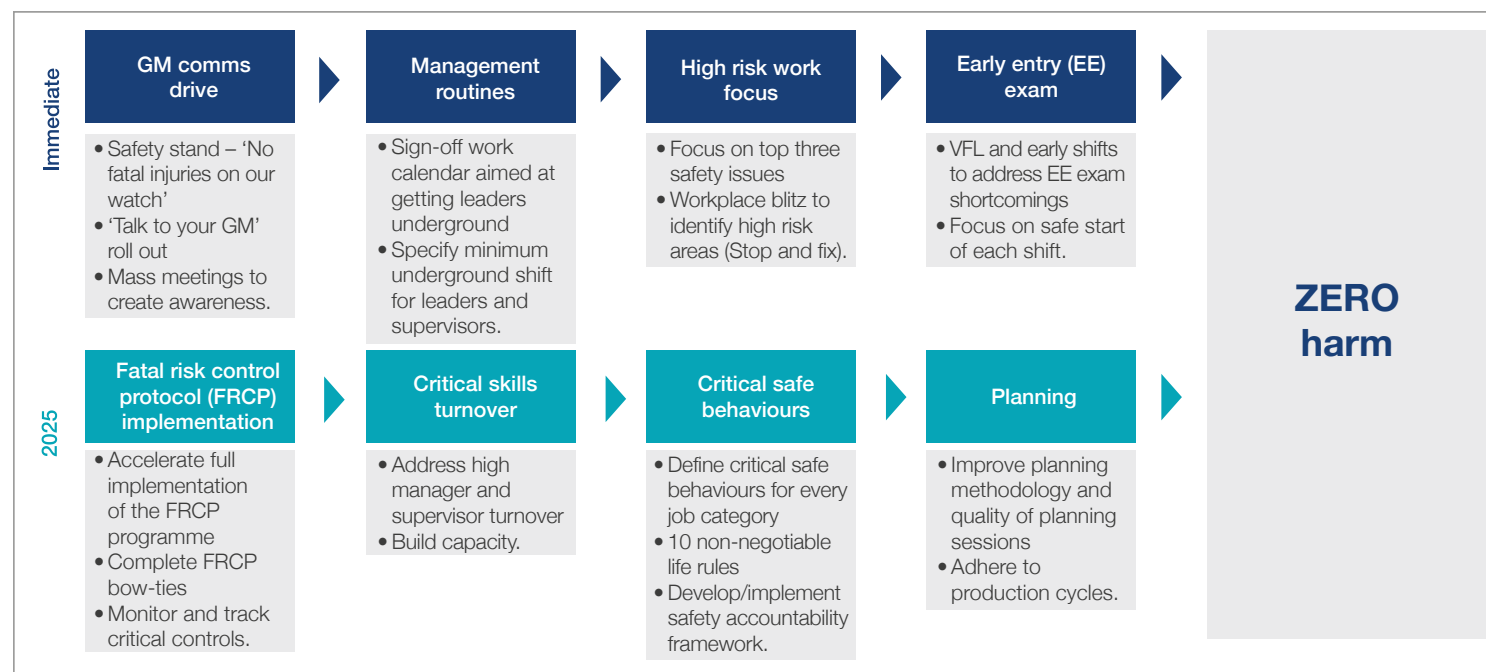 Immediate
GM comms
drive
• Safety stand – ‘No
fatal injuries on our
watch’
• ‘Talk to your GM’
roll out
• Mass meetings to
create awareness.
Management
routines
• Sign-off work
calendar aimed at
getting leaders
underground
• Specify minimum
underground shift
for leaders and
supervisors.
High risk work
focus
• Focus on top three
safety issues
• Workplace blitz to
identify high risk
areas (Stop and fix).
Early entry (EE)
exam
• VFL and early shifts
to address EE exam
shortcomings
• Focus on safe start
of each shift.
2025
Fatal risk control
protocol (FRCP)
implementation
• Accelerate full
implementation
of the FRCP
programme
• Complete FRCP
bow-ties
• Monitor and track
critical controls.
Critical skills
turnover
• Address high
manager and
supervisor turnover
• Build capacity.
Critical safe
behaviours
• Define critical safe
behaviours for every
job category
• 10 non-negotiable
life rules
• Develop/implement
safety accountability
framework.
Planning
• Improve planning
methodology and
quality of planning
sessions
• Adhere to
production cycles.
ZERO
harm